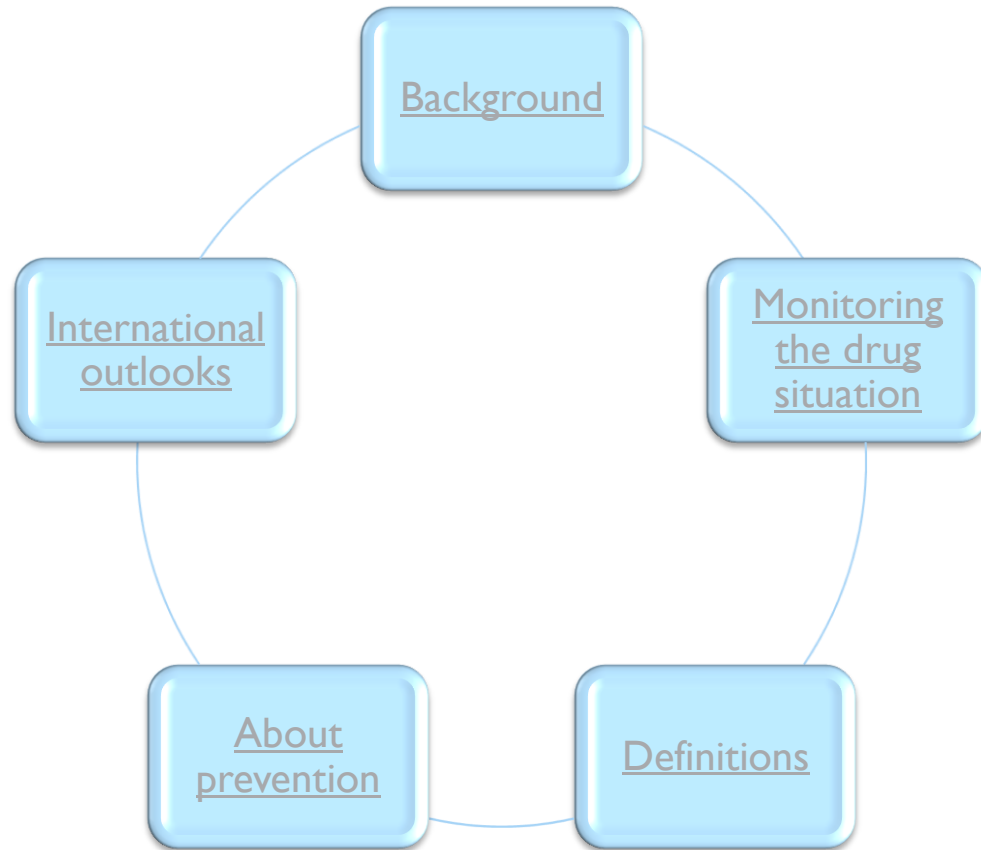 Background
International
outlooks
Monitoring
the drug
situation
About
prevention
Definitions